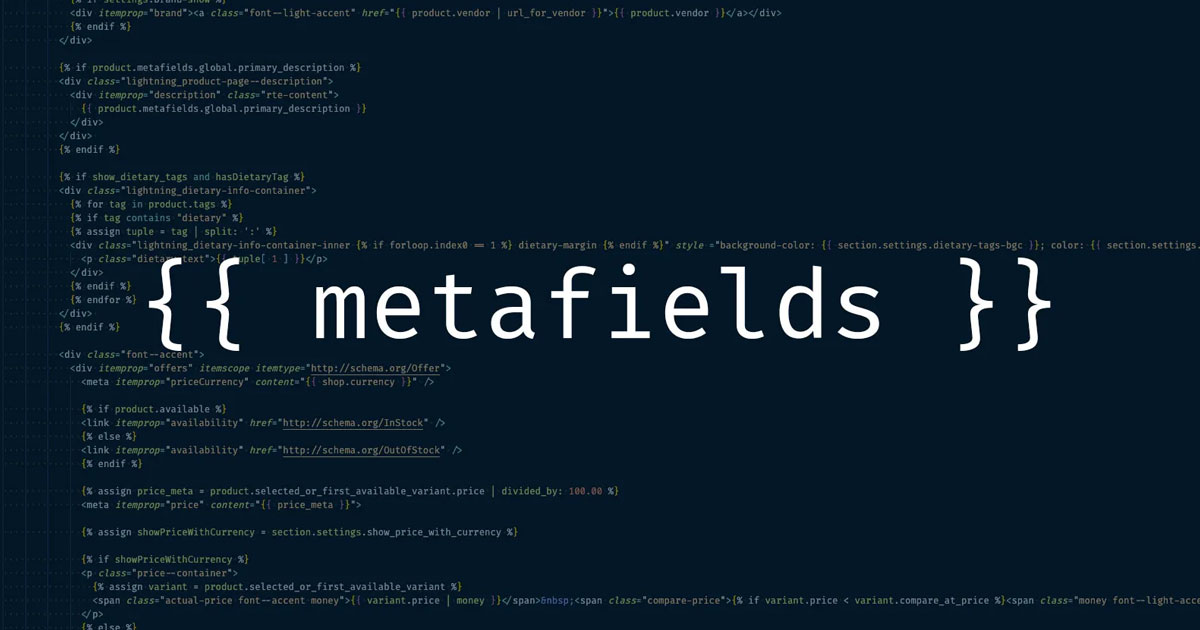 <div itemprop="brand"><a class="font--light-accent" href="{{ product.vendor | url_for_vendor }}">{{ product.vendor }}</a></div>
{% endif %}
</div>
{% if product.metafields.global.primary_description %}
<div class="lightning_product-page--description">
<div itemprop="description" class="rte-content">
{{ product.metafields.global.primary_description }}
</div>
</div>
{% endif %}
{% if show_dietary_tags and hasDietaryTag %}
<div class="lightning_dietary-info-container">
{% for tag in product.tags %}
{% if tag contains "dietary" %}
{% assign tuple = tag | split: ':' %}
<div class="lightning_dietary-info-container-inner {% if forloop.index0 == 1 %} dietary-margin {% endif %}" style ="background-color: {{ section.settings.dietary-tags-bgc }}; color: {{ section.settings.
<p class="dietary-text">{{ tuple[ 1 ] }}</p>
</div>
{% endif %}
{% endfor %}
{{ metafields }}
</div>
{% endif %}
<div class="font--accent">
<div itemprop="offers" itemscope itemtype="http://schema.org/Offer">
<meta itemprop="priceCurrency" content="{{ shop.currency }}" />
{% if product.available %}
<link itemprop="availability" href="http://schema.org/InStock" />
{% else %}
<link itemprop="availability" href="http://schema.org/OutOfStock" />
{% endif %}
{% assign price_meta = product.selected_or_first_available_variant.price | divided_by: 100.00 %}
<meta itemprop="price" content="{{ price_meta }}">
{% assign showPriceWithCurrency = section.settings.show_price_with_currency %}
{% if showPriceWithCurrency %}
<p class="price--container">
{% assign variant = product.selected_or_first_available_variant %}
<span class="actual-price font--accent money">{{ variant.price | money }}</span>&nbsp;<span class="compare-price">{% if variant.price < variant.compare_at_price %}<span class="money font--light-acce
</p>
{% else %}